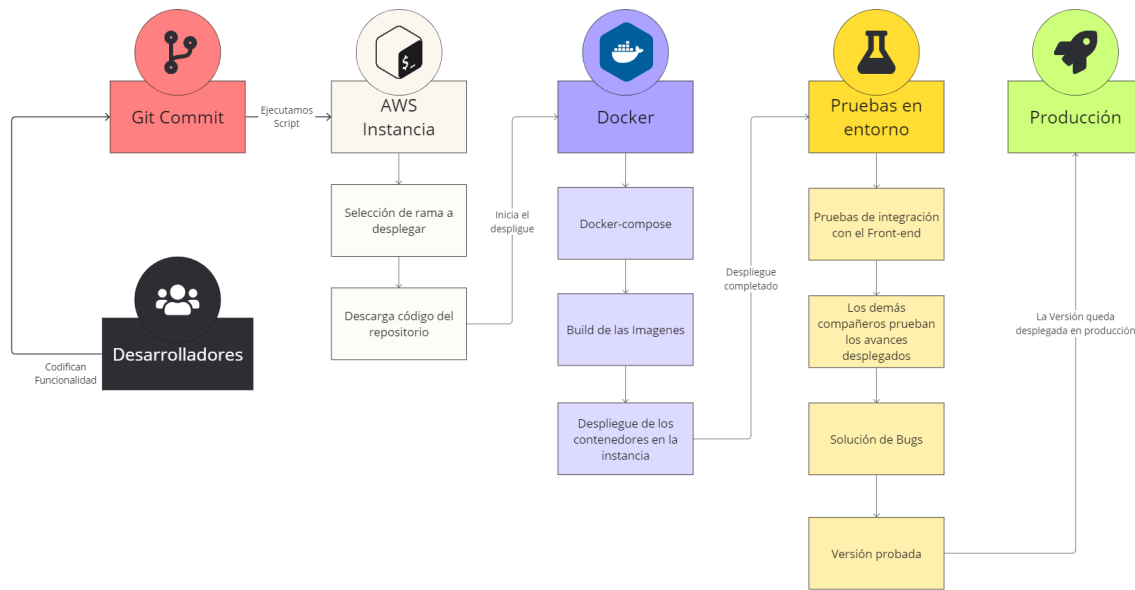 Git Commit
Ejecutamos
Script
AWS
Instancia
Docker
Pruebas en
entorno
Producción
Selección de rama a
desplegar
Descarga código del
repositorio
Inicia el
despligue
Docker-compose
Build de las Imagenes
Despliegue de los
contenedores en la
instancia
Despliegue
completado
Pruebas de integración
con el Front-end
Los demás
compañeros prueban
los avances
desplegados
Solución de Bugs
Versión probada
La Versión queda
desplegada en producción
Desarrolladores
Codifican
Funcionalidad
$_